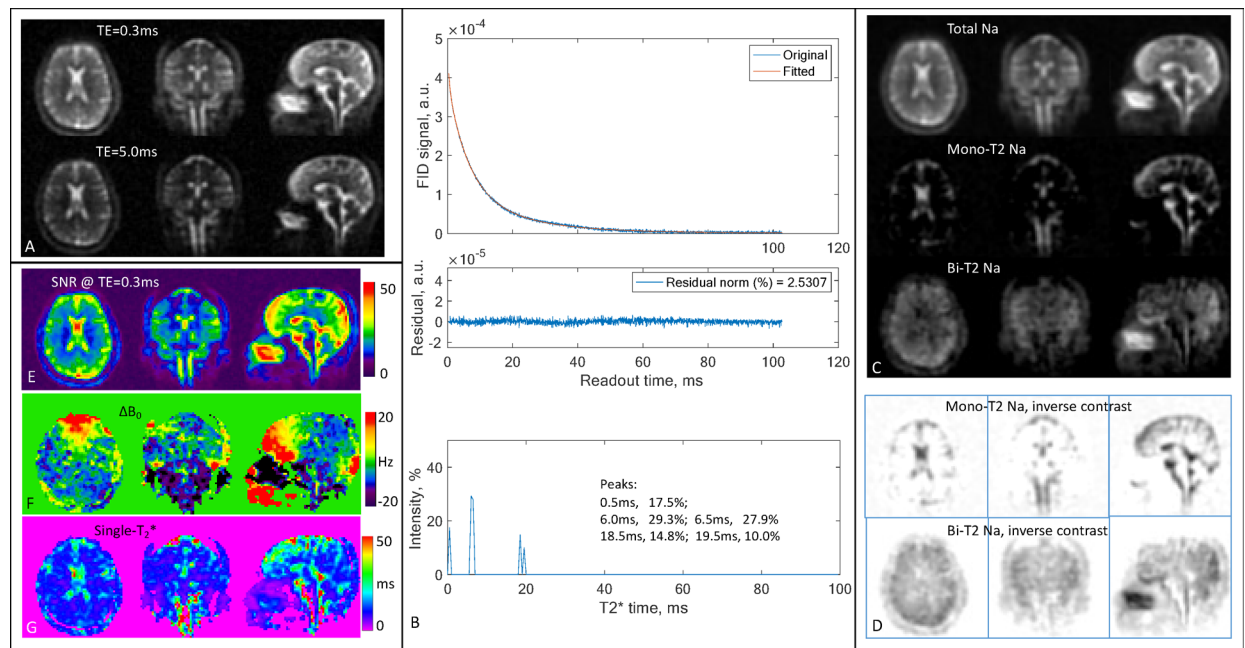 TE=0.3ms
TE=5.0ms
A
SNR @ TE=0.3ms
50
0
E
ΔB₀
20
Hz
-20
F
Single-T₂*
50
ms
0
G
×10⁻⁴
5
4
3
2
1
0
FID signal, a.u.
Original
Fitted
0 20 40 60 80 100 120
×10⁻⁵
4
2
0
-2
Residual, a.u.
Residual norm (%) = 2.5307
0 20 40 60 80 100 120
Readout time, ms
40
20
0
Intensity, %
Peaks:
0.5ms, 17.5%;
6.0ms, 29.3%; 6.5ms, 27.9%
18.5ms, 14.8%; 19.5ms, 10.0%
0 20 40 60 80 100
T2* time, ms
B
Total Na
Mono-T2 Na
Bi-T2 Na
C
Mono-T2 Na, inverse contrast
Bi-T2 Na, inverse contrast
D